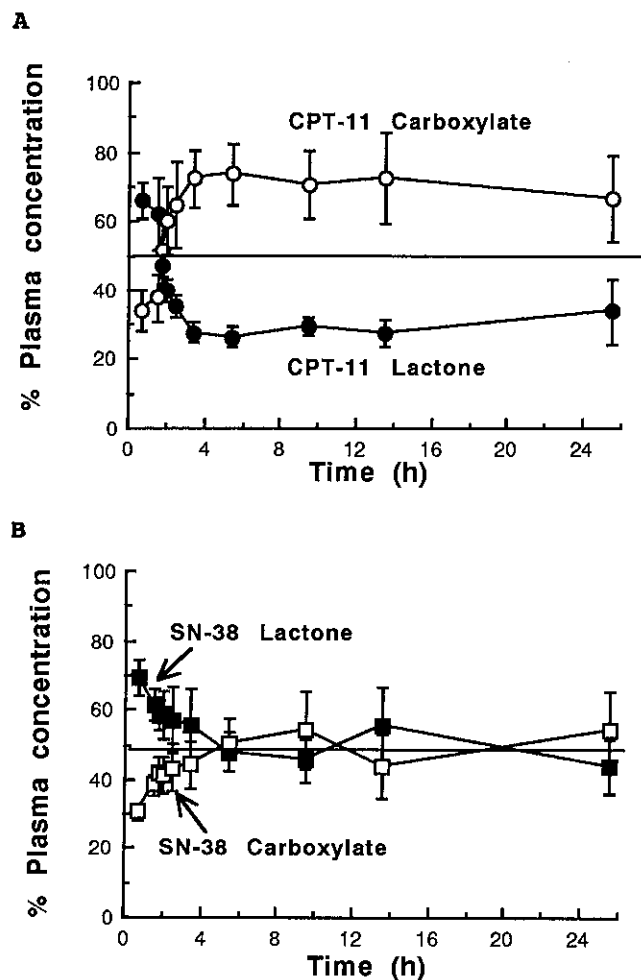 A
100
80
60
40
20
0
% Plasma concentration
CPT-11 Carboxylate
CPT-11 Lactone
0 4 8 12 16 20 24
Time (h)
B
100
80
60
40
20
0
% Plasma concentration
SN-38 Lactone
SN-38 Carboxylate
0 4 8 12 16 20 24
Time (h)